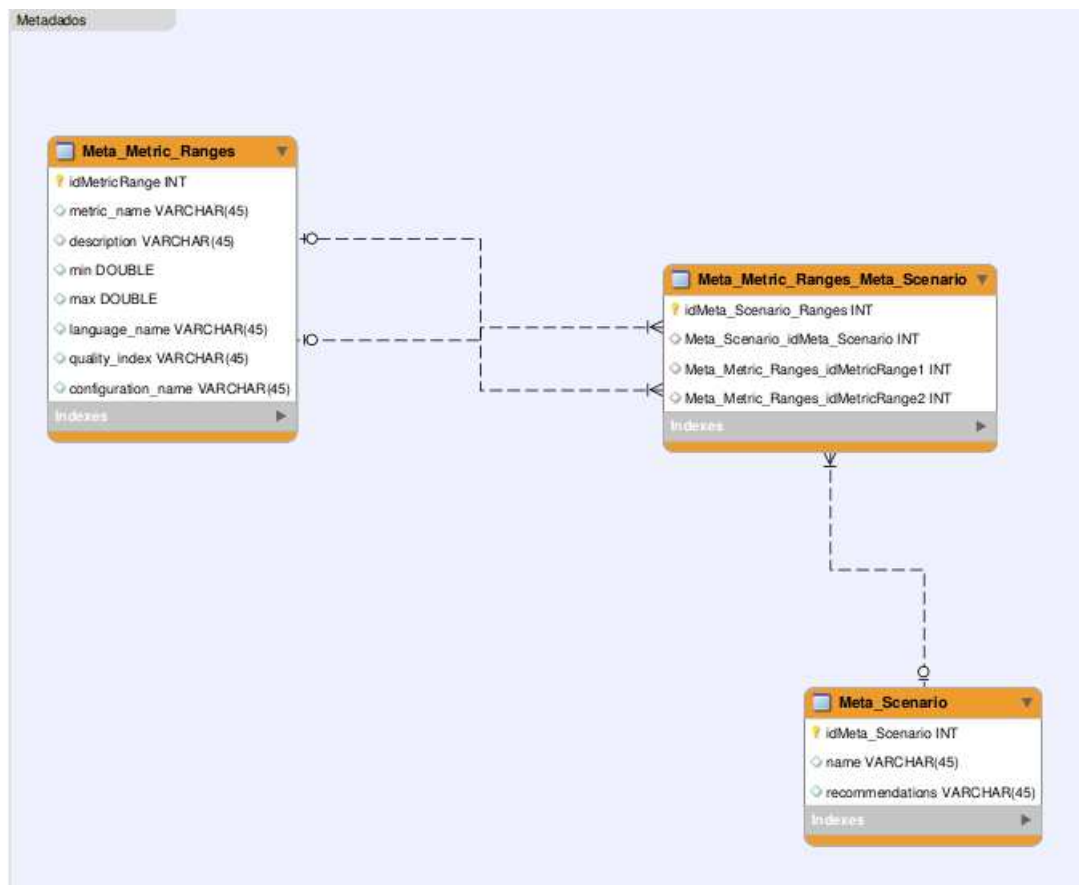 Metadados
Meta_Metric_Ranges
idMetricRange INT
metric_name VARCHAR(45)
description VARCHAR(45)
min DOUBLE
max DOUBLE
language_name VARCHAR(45)
quality_index VARCHAR(45)
configuration_name VARCHAR(45)
Indexes
Meta_Metric_Ranges_Meta_Scenario
idMeta_Scenario_Ranges INT
Meta_Scenario_idMeta_Scenario INT
Meta_Metric_Ranges_idMetricRange1 INT
Meta_Metric_Ranges_idMetricRange2 INT
Indexes
Meta_Scenario
idMeta_Scenario INT
name VARCHAR(45)
recommendations VARCHAR(45)
Indexes